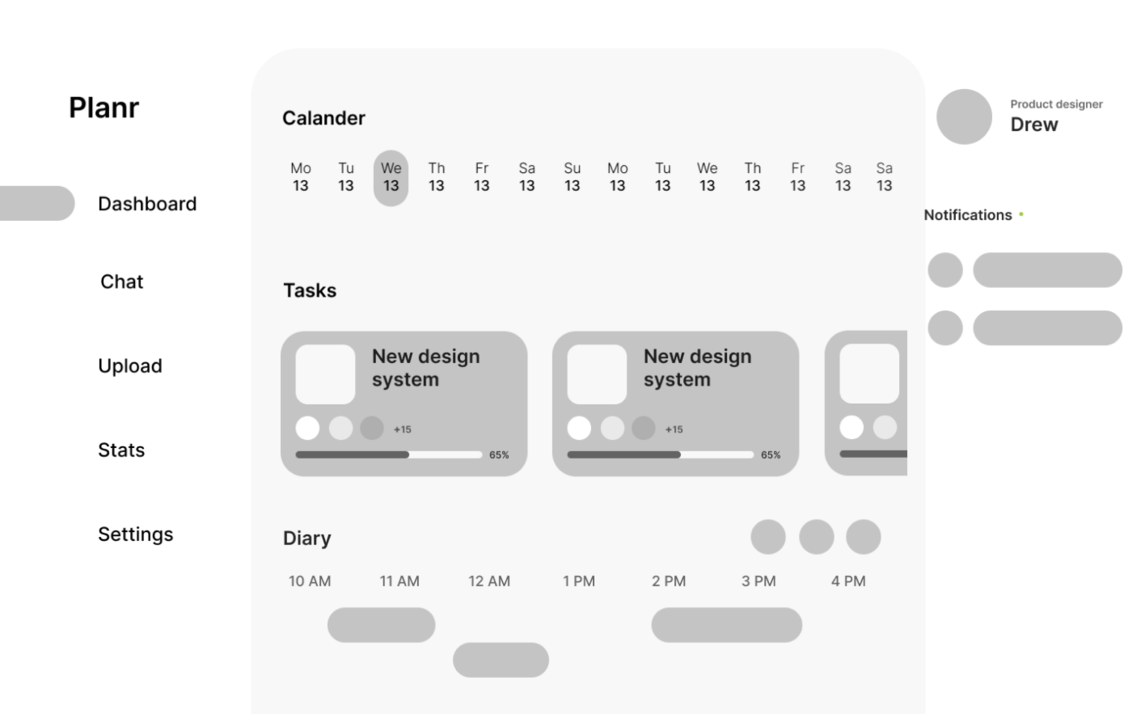 Planr
Dashboard
Chat
Upload
Stats
Settings
Calander
Mo Tu We Th Fr Sa Su Mo Tu We Th Fr Sa Sa
13 13 13 13 13 13 13 13 13 13 13 13 13 13
Tasks
New design
system
+15
65%
New design
system
+15
65%
Diary
10 AM 11 AM 12 AM 1 PM 2 PM 3 PM 4 PM
Product designer
Drew
Notifications